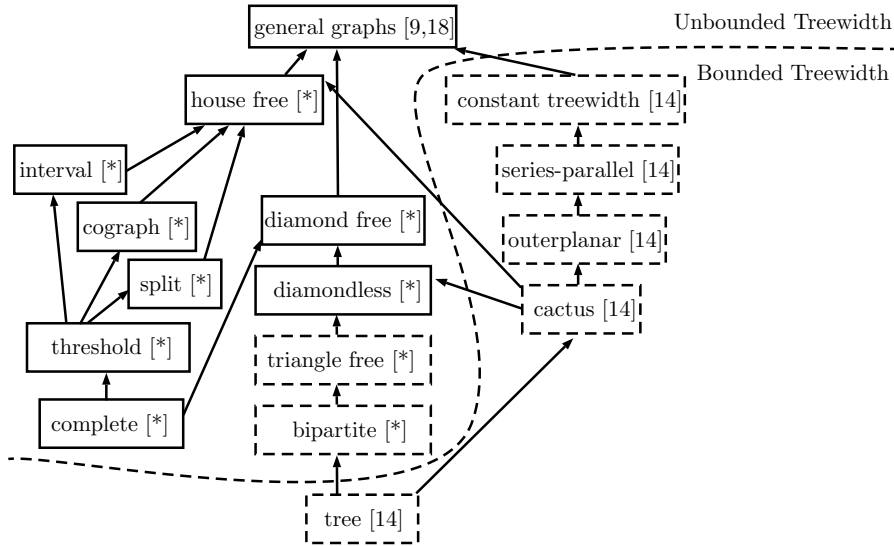 general graphs [9,18]
Unbounded Treewidth
Bounded Treewidth
house free [*]
constant treewidth [14]
interval [*]
series-parallel [14]
cograph [*]
diamond free [*]
outerplanar [14]
split [*]
diamondless [*]
cactus [14]
threshold [*]
triangle free [*]
complete [*]
bipartite [*]
tree [14]